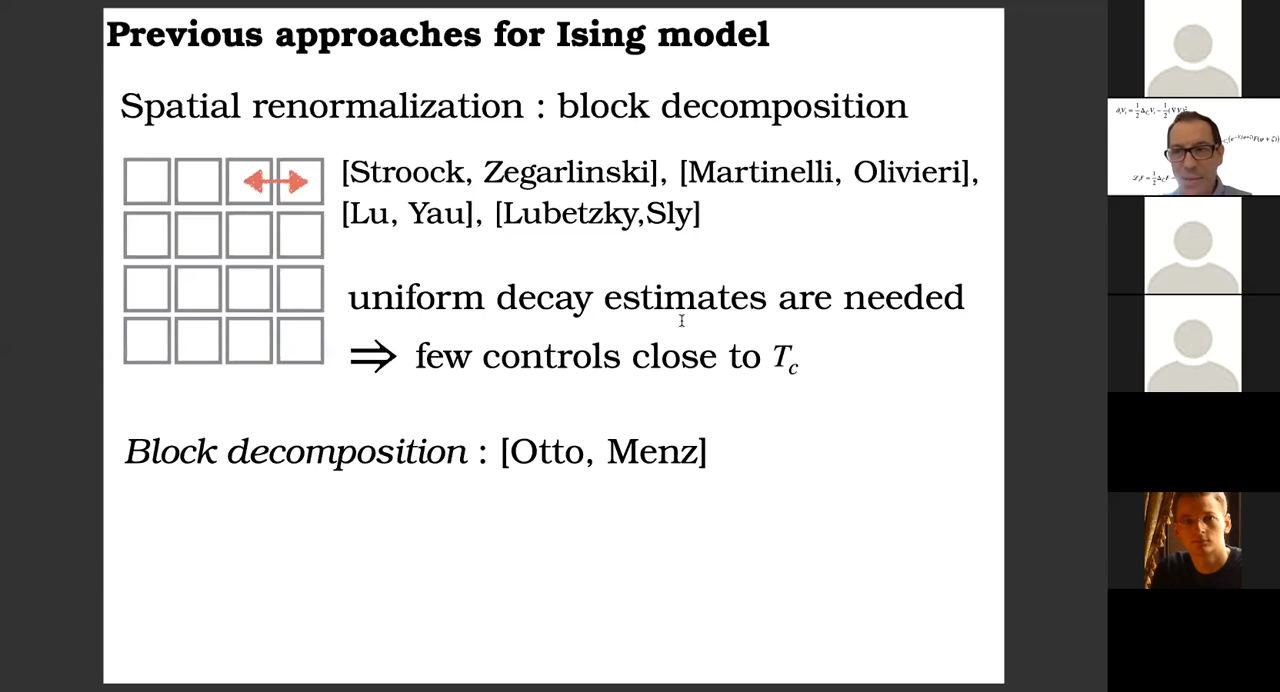 Previous approaches for Ising model
Spatial renormalization : block decomposition
[Stroock, Zegarlinski], [Martinelli, Olivieri],
[Lu, Yau], [Lubetzky,Sly]
uniform decay estimates are needed
⇒ few controls close to T_c
Block decomposition : [Otto, Menz]